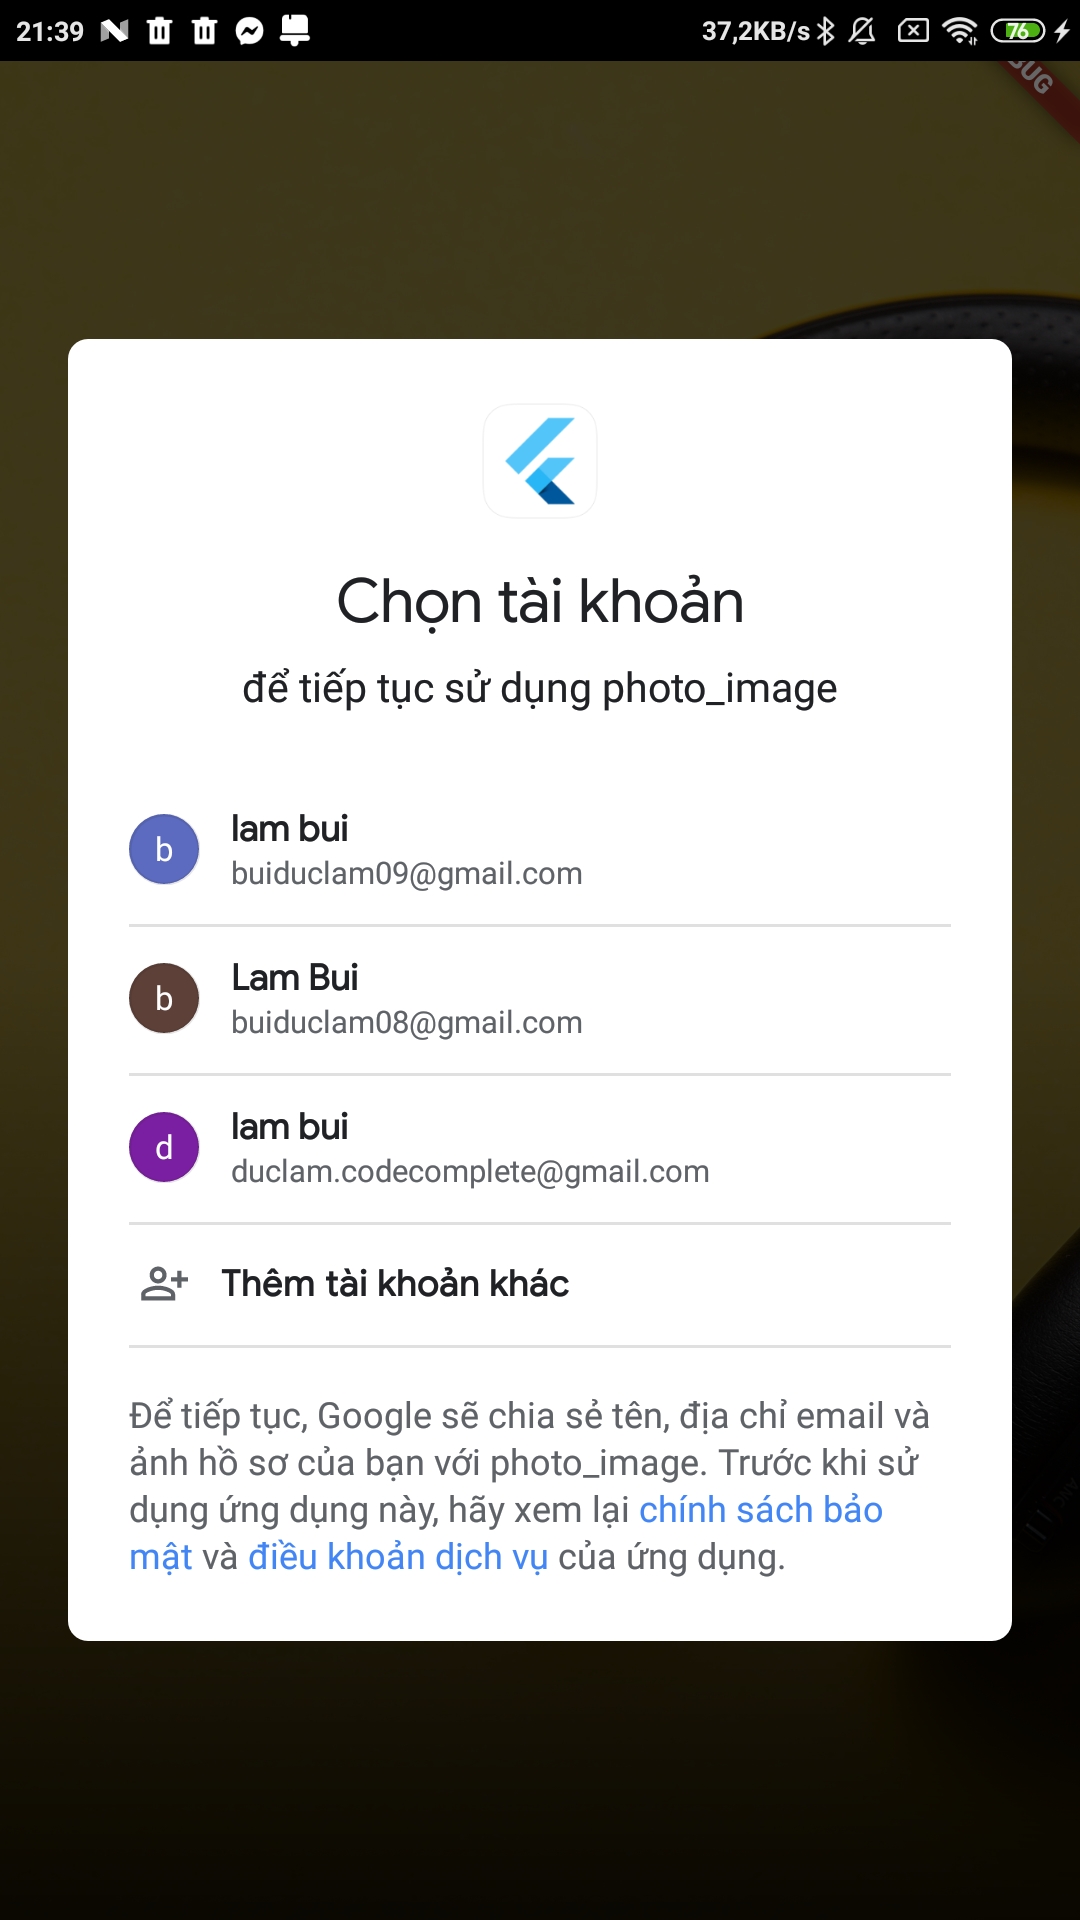 21:39 37,2KB/s 76
BUG
Chọn tài khoản
để tiếp tục sử dụng photo_image
b
lam bui
buiduclam09@gmail.com
b
Lam Bui
buiduclam08@gmail.com
d
lam bui
duclam.codecomplete@gmail.com
Thêm tài khoản khác
Để tiếp tục, Google sẽ chia sẻ tên, địa chỉ email và
ảnh hồ sơ của bạn với photo_image. Trước khi sử
dụng ứng dụng này, hãy xem lại chính sách bảo
mật và điều khoản dịch vụ của ứng dụng.